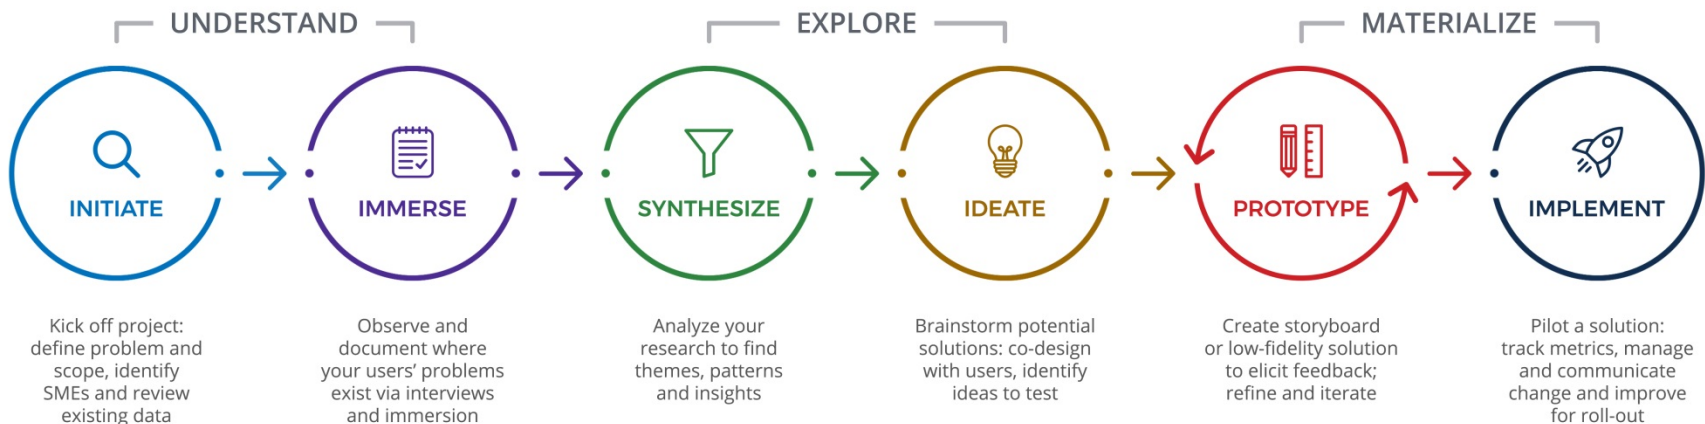 UNDERSTAND
EXPLORE
MATERIALIZE
INITIATE
IMMERSE
SYNTHESIZE
IDEATE
PROTOTYPE
IMPLEMENT
Kick off project:
define problem and
scope, identify
SMEs and review
existing data
Observe and
document where
your users’ problems
exist via interviews
and immersion
Analyze your
research to find
themes, patterns
and insights
Brainstorm potential
solutions: co-design
with users, identify
ideas to test
Create storyboard
or low-fidelity solution
to elicit feedback;
refine and iterate
Pilot a solution:
track metrics, manage
and communicate
change and improve
for roll-out